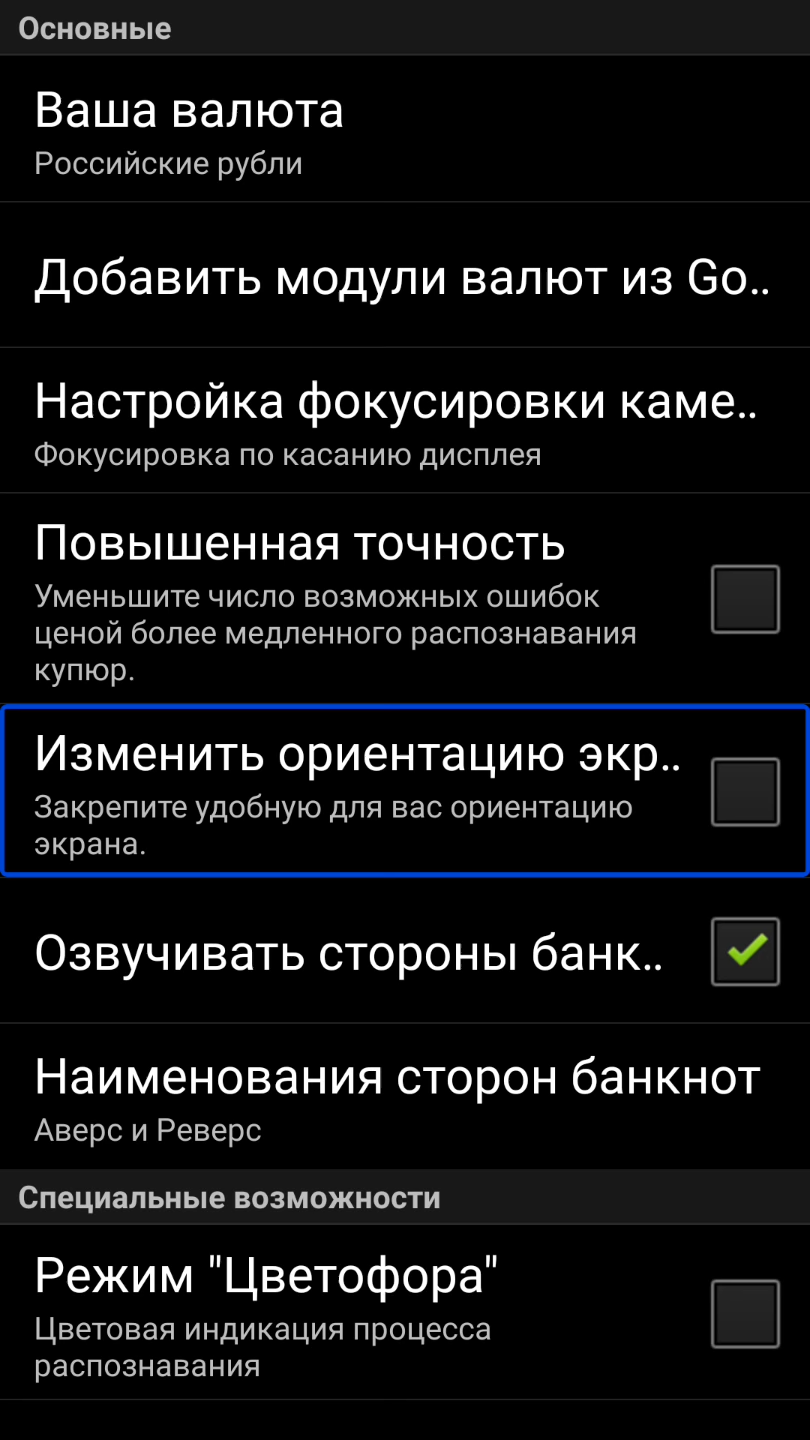 Основные
Ваша валюта
Российские рубли
Добавить модули валют из Go..
Настройка фокусировки каме..
Фокусировка по касанию дисплея
Повышенная точность
Уменьшите число возможных ошибок
ценой более медленного распознавания
купюр.
Изменить ориентацию экр..
Закрепите удобную для вас ориентацию
экрана.
Озвучивать стороны банк..
Наименования сторон банкнот
Аверс и Реверс
Специальные возможности
Режим "Цветофора"
Цветовая индикация процесса
распознавания